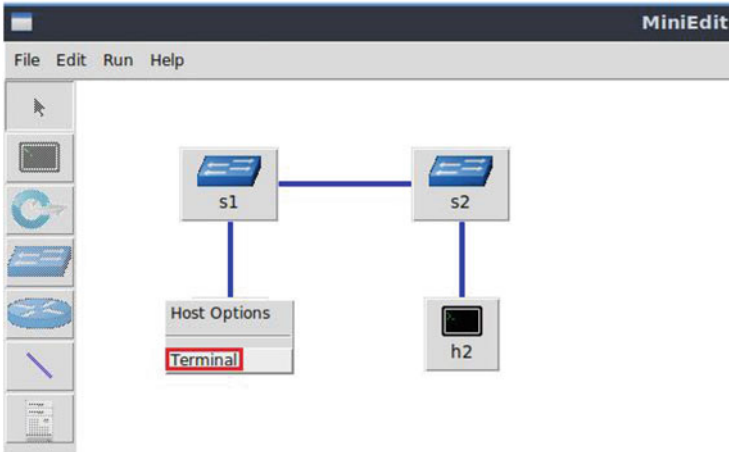 MiniEdit
File Edit Run Help
s1
s2
Host Options
Terminal
h2